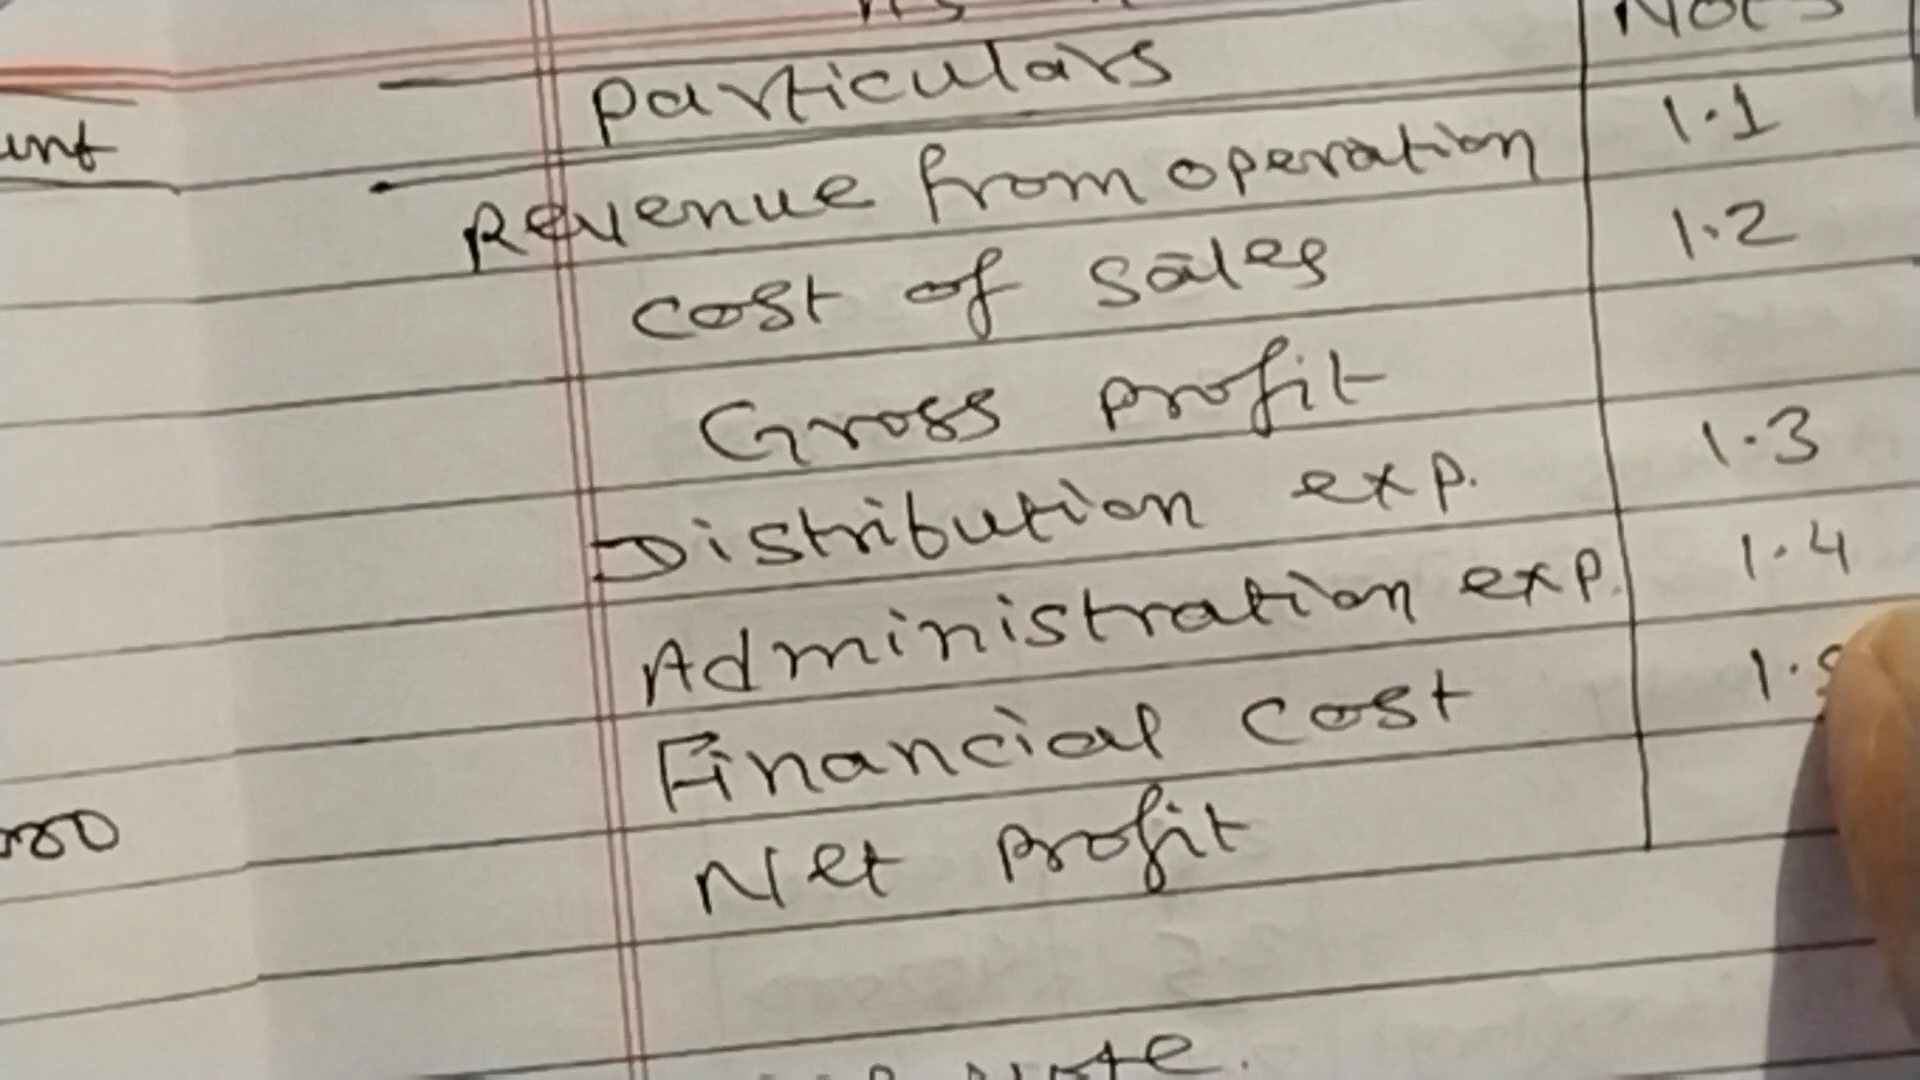 Particulars
Revenue from operation 1.1
cost of sales 1.2
Gross profit
Distribution exp. 1.3
Administration exp. 1.4
Financial cost
Net profit
Note.